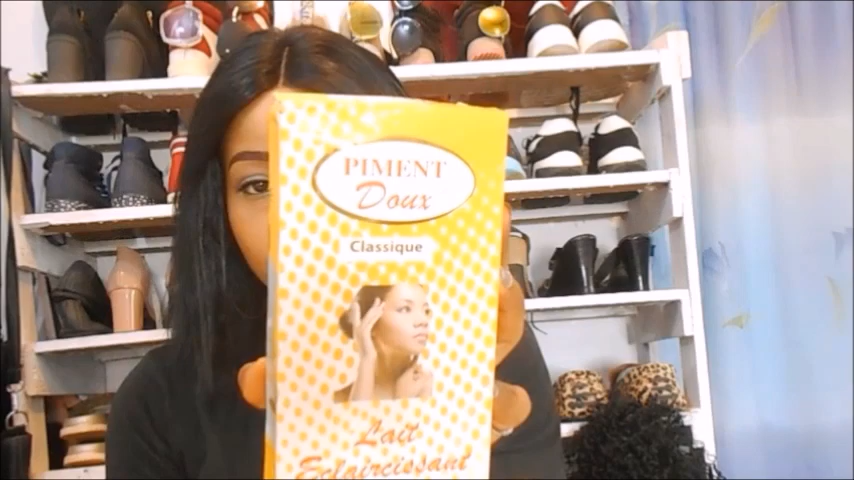 PIMENT
Doux
Classique
Lait
Eclaircissant